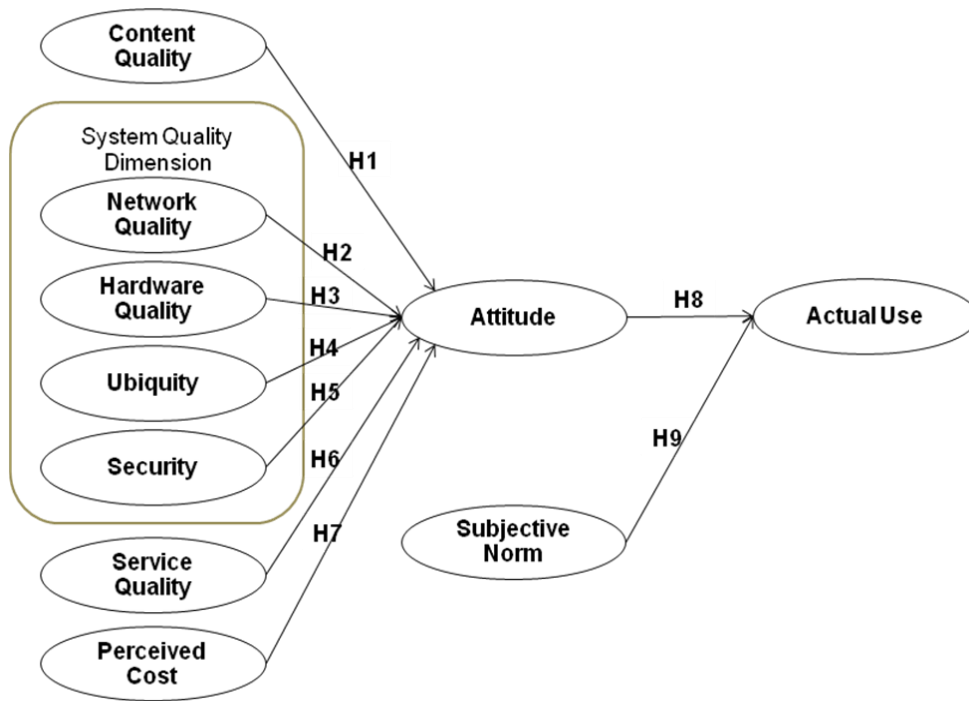 Content
Quality
System Quality
Dimension
H1
Network
Quality
H2
Hardware
Quality
H3
Attitude
H8
Actual Use
H4
Ubiquity
H5
H9
Security
H6
H7
Subjective
Norm
Service
Quality
Perceived
Cost